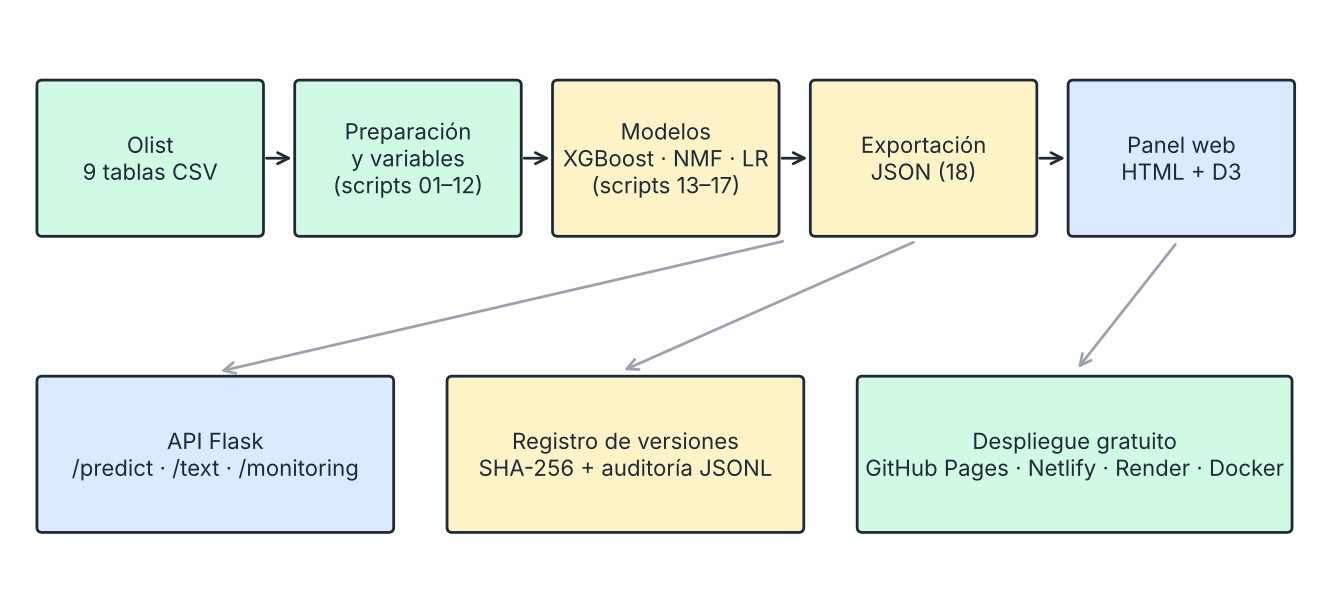 Olist
9 tablas CSV
Preparación
y variables
(scripts 01–12)
Modelos
XGBoost · NMF · LR
(scripts 13–17)
Exportación
JSON (18)
Panel web
HTML + D3
API Flask
/predict · /text · /monitoring
Registro de versiones
SHA-256 + auditoría JSONL
Despliegue gratuito
GitHub Pages · Netlify · Render · Docker